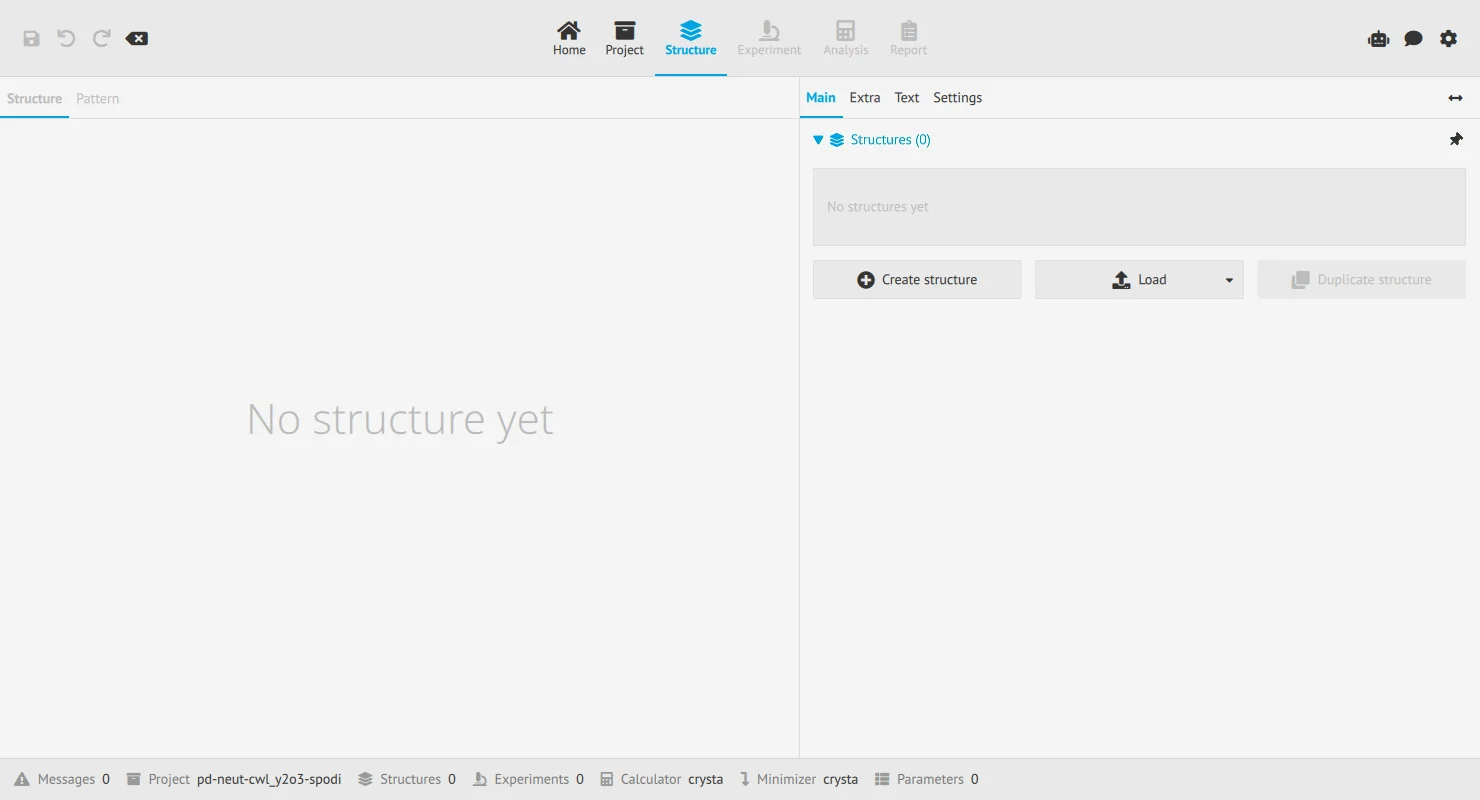 Home Project Structure Experiment Analysis Report
Structure Pattern
Main Extra Text Settings
Structures (0)
No structures yet
Create structure Load Duplicate structure
No structure yet
Messages 0 Project pd-neut-cwl_y2o3-spodi Structures 0 Experiments 0 Calculator crysta Minimizer crysta Parameters 0